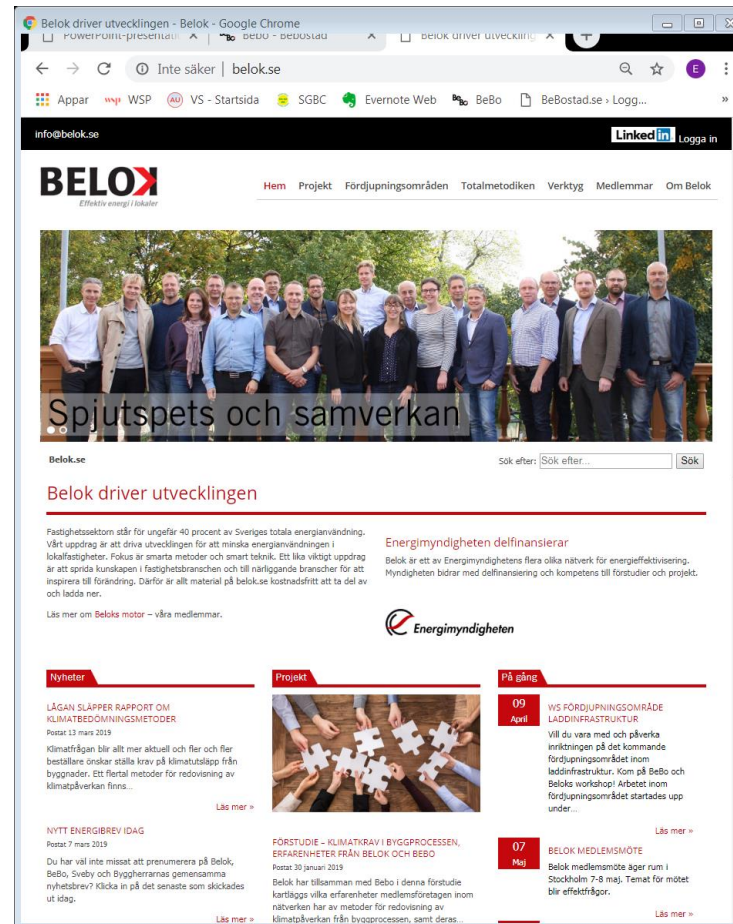 Belok driver utvecklingen - Belok - Google Chrome
PowerPoint-presentati
Bebo - Bebostad
Belok driver utveckling
Inte säker | belok.se
E
Appar
wsp WSP
AU VS - Startsida
SGBC
Evernote Web
BeBo BeBo
BeBostad.se › Logg...
»
info@belok.se
Linked in
Logga in
BELOK
Effektiv energi i lokaler
Hem Projekt Fördjupningsområden Totalmetodiken Verktyg Medlemmar Om Belok
Spjutspets och samverkan
Belok.se
Sök efter: Sök efter... Sök
Belok driver utvecklingen
Fastighetssektorn står för ungefär 40 procent av Sveriges totala energianvändning.
Vårt uppdrag är att driva utvecklingen för att minska energianvändningen i
lokalfastigheter. Fokus är smarta metoder och smart teknik. Ett lika viktigt uppdrag
är att sprida kunskapen i fastighetsbranschen och till närliggande branscher för att
inspirera till förändring. Därför är allt material på belok.se kostnadsfritt att ta del av
och ladda ner.
Läs mer om Beloks motor – våra medlemmar.
Energimyndigheten delfinansierar
Belok är ett av Energimyndighetens flera olika nätverk för energieffektivisering.
Myndigheten bidrar med delfinansiering och kompetens till förstudier och projekt.
Energimyndigheten
Nyheter
LÅGAN SLÄPPER RAPPORT OM
KLIMATBEDÖMNINGSMETODER
Postat 13 mars 2019
Klimatfrågan blir allt mer aktuell och fler och fler
beställare önskar ställa krav på klimatutsläpp från
byggnader. Ett flertal metoder för redovisning av
klimatpåverkan finns...
Läs mer »
NYTT ENERGIBREV IDAG
Postat 7 mars 2019
Du har väl inte missat att prenumerera på Belok,
BeBo, Sveby och Byggherrarnas gemensamma
nyhetsbrev? Klicka in på det senaste som skickades
ut idag.
Läs mer »
Projekt
FÖRSTUDIE – KLIMATKRAV I BYGGPROCESSEN,
ERFARENHETER FRÅN BELOK OCH BEBO
Postat 30 januari 2019
Belok har tillsammans med Bebo i denna förstudie
kartläggs vilka erfarenheter medlemsföretagen inom
nätverken har av metoder för redovisning av
klimatpåverkan från byggprocessen, samt deras...
På gång
09
April
WS FÖRDJUPNINGSOMRÅDE
LADDINFRASTRUKTUR
Vill du vara med och påverka
inriktningen på det kommande
fördjupningsområdet inom
laddinfrastruktur. Kom på BeBo och
Beloks workshop! Arbetet inom
fördjupningsområdet startades upp
under...
Läs mer »
07
Maj
BELOK MEDLEMSMÖTE
Belok medlemsmöte äger rum i
Stockholm 7-8 maj. Temat för mötet
blir effektfrågor.
Läs mer »